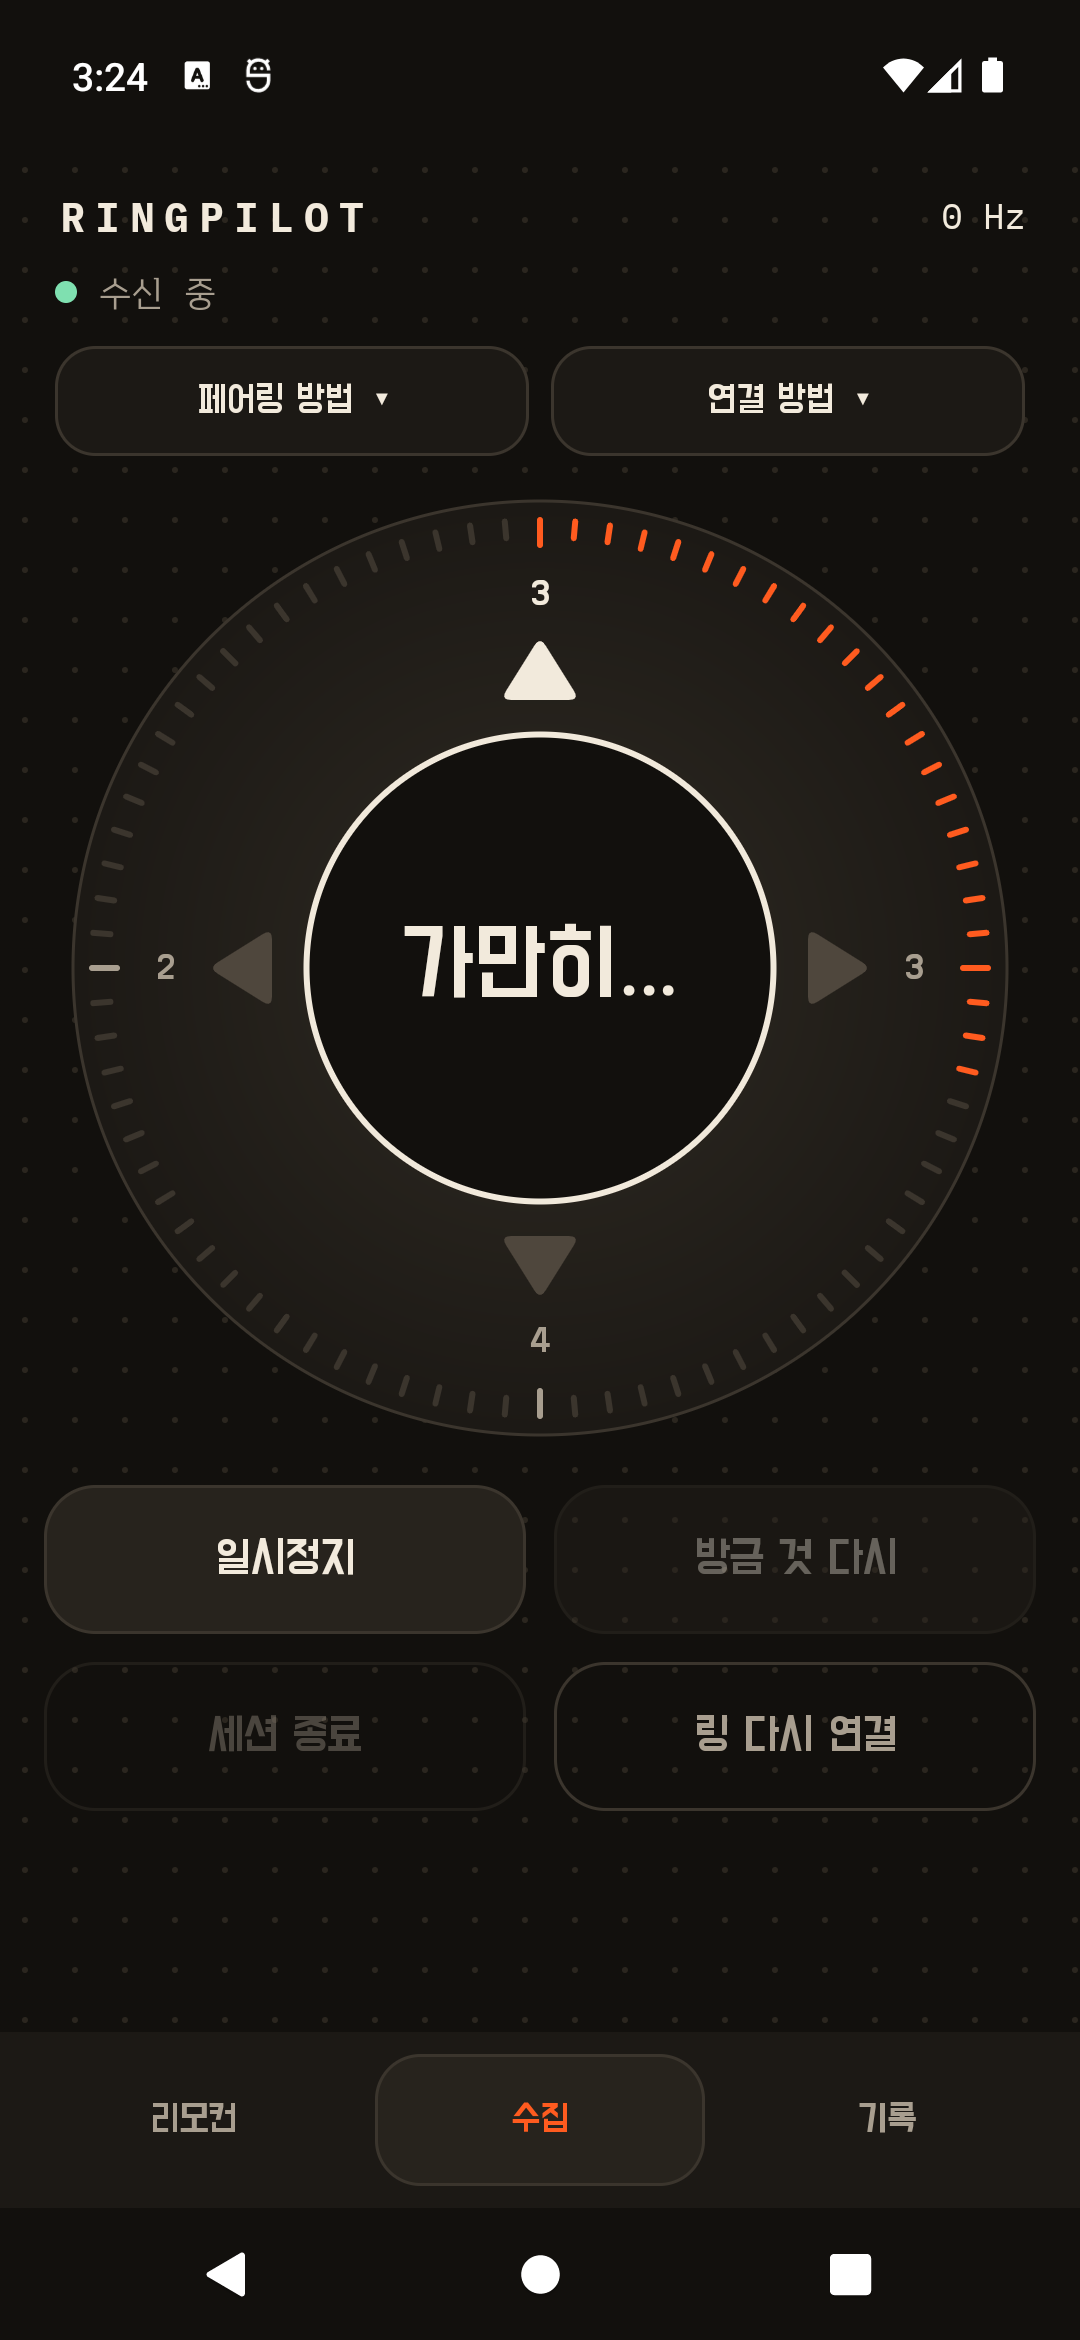 3:24
RINGPILOT
0 Hz
수신 중
페어링 방법 ▼
연결 방법 ▼
3
2
가만히...
3
4
일시정지
방금 것 다시
세션 종료
링 다시 연결
리모컨
수집
기록